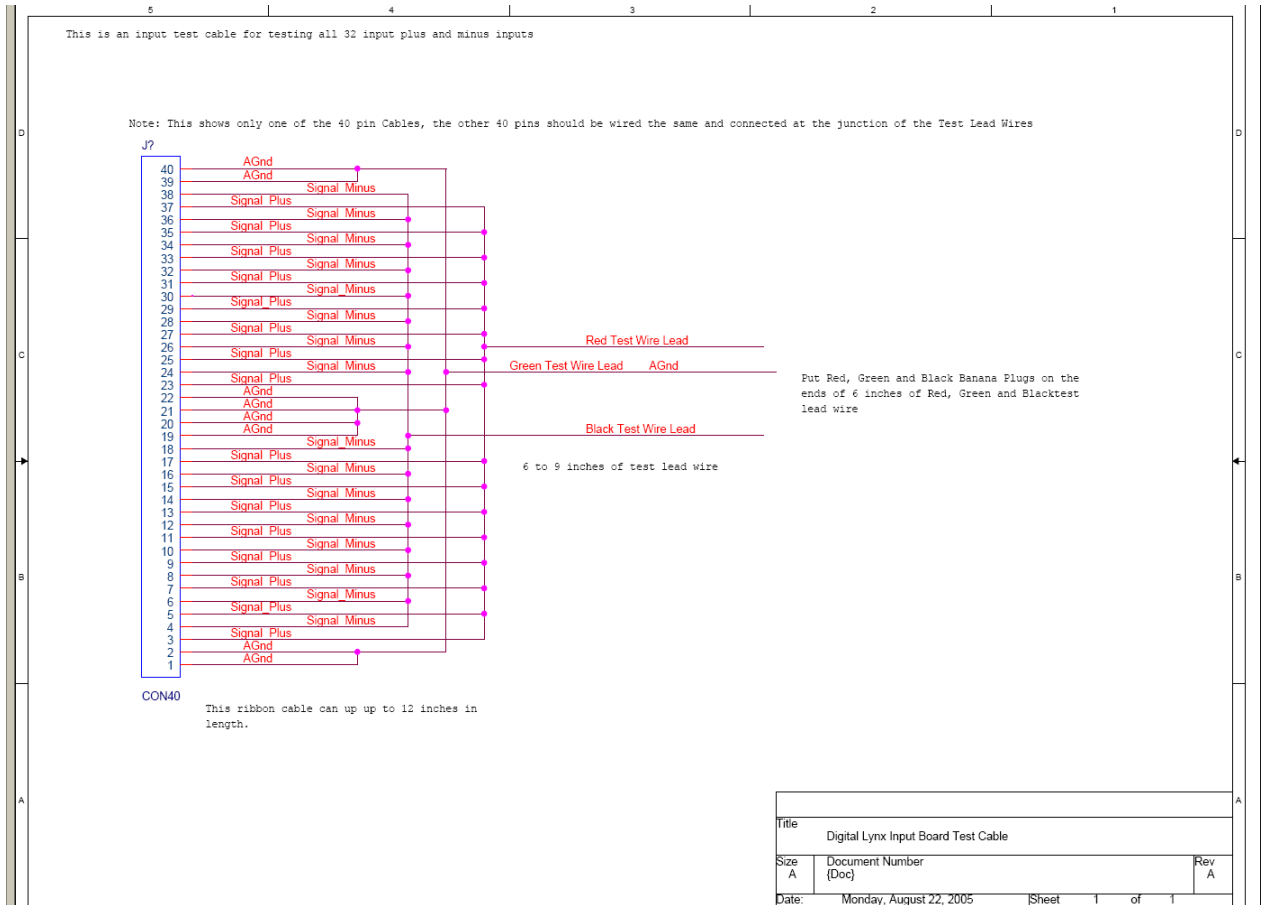 5 4 3 2 1
This is an input test cable for testing all 32 input plus and minus inputs
Note: This shows only one of the 40 pin Cables, the other 40 pins should be wired the same and connected at the junction of the Test Lead Wires
D D
J?
40 AGnd
39 AGnd
38 Signal_Minus
37 Signal_Plus
36 Signal_Minus
35 Signal_Plus
34 Signal_Minus
33 Signal_Plus
32 Signal_Minus
31 Signal_Plus
30 Signal_Minus
29 Signal_Plus
28 Signal_Minus
27 Signal_Plus
26 Signal_Minus
25 Signal_Plus
24 Signal_Minus
23 Signal_Plus
22 AGnd
21 AGnd
20 AGnd
19 AGnd
18 Signal_Minus
17 Signal_Plus
16 Signal_Minus
15 Signal_Plus
14 Signal_Minus
13 Signal_Plus
12 Signal_Minus
11 Signal_Plus
10 Signal_Minus
9 Signal_Plus
8 Signal_Minus
7 Signal_Plus
6 Signal_Minus
5 Signal_Plus
4 Signal_Minus
3 Signal_Plus
2 AGnd
1 AGnd
CON40
Red Test Wire Lead
C C
Green Test Wire Lead AGnd
Put Red, Green and Black Banana Plugs on the
ends of 6 inches of Red, Green and Blacktest
lead wire
Black Test Wire Lead
6 to 9 inches of test lead wire
B B
This ribbon cable can up up to 12 inches in
length.
A A
Title
Digital Lynx Input Board Test Cable
Size Document Number Rev
A {Doc} A
Date: Monday, August 22, 2005 Sheet 1 of 1